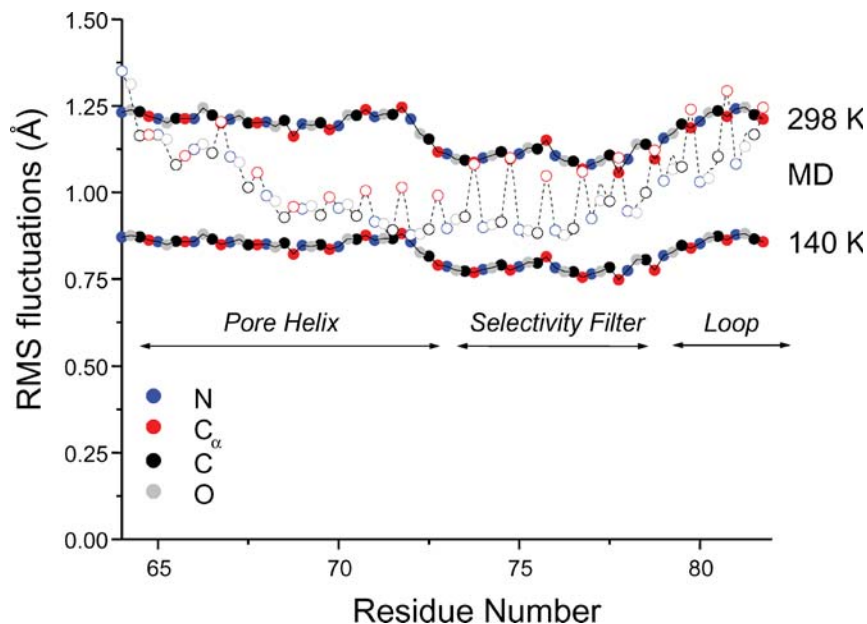 1.50
1.25
1.00
0.75
0.50
0.25
0.00
RMS fluctuations (Å)
298 K
MD
140 K
Pore Helix
Selectivity Filter
Loop
N
Cα
C
O
65
70
75
80
Residue Number